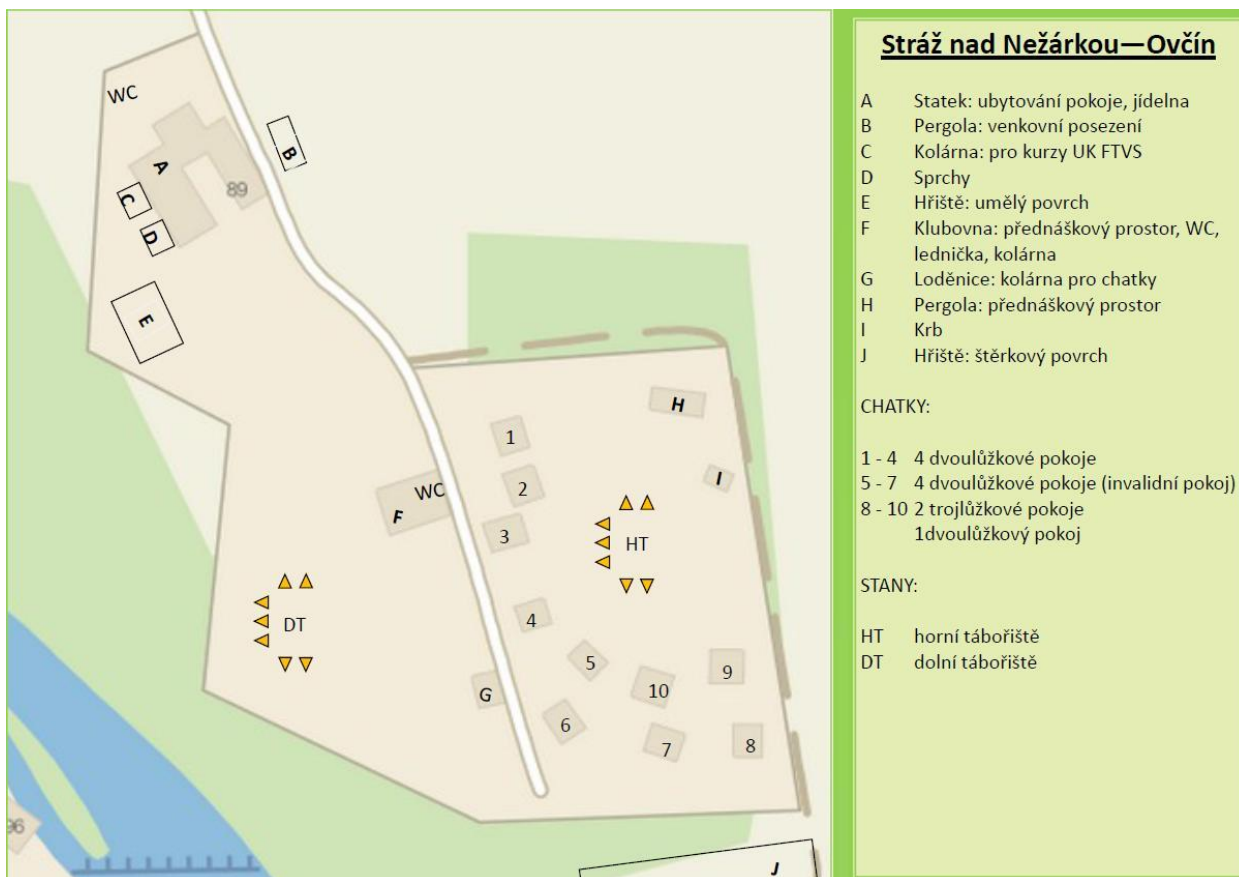 WC
A
B
89
C
D
E
H
1
WC
2
I
F
3
HT
DT
4
5
9
G
10
6
7
8
96
J
Stráž nad Nežárkou—Ovčín
A Statek: ubytování pokoje, jídelna
B Pergola: venkovní posezení
C Kolárna: pro kurzy UK FTVS
D Sprchy
E Hřiště: umělý povrch
F Klubovna: přednáškový prostor, WC,
lednička, kolárna
G Loděnice: kolárna pro chatky
H Pergola: přednáškový prostor
I Krb
J Hřiště: štěrkový povrch
CHATKY:
1 - 4 4 dvoulůžkové pokoje
5 - 7 4 dvoulůžkové pokoje (invalidní pokoj)
8 - 10 2 trojlůžkové pokoje
1dvoulůžkový pokoj
STANY:
HT horní tábořiště
DT dolní tábořiště